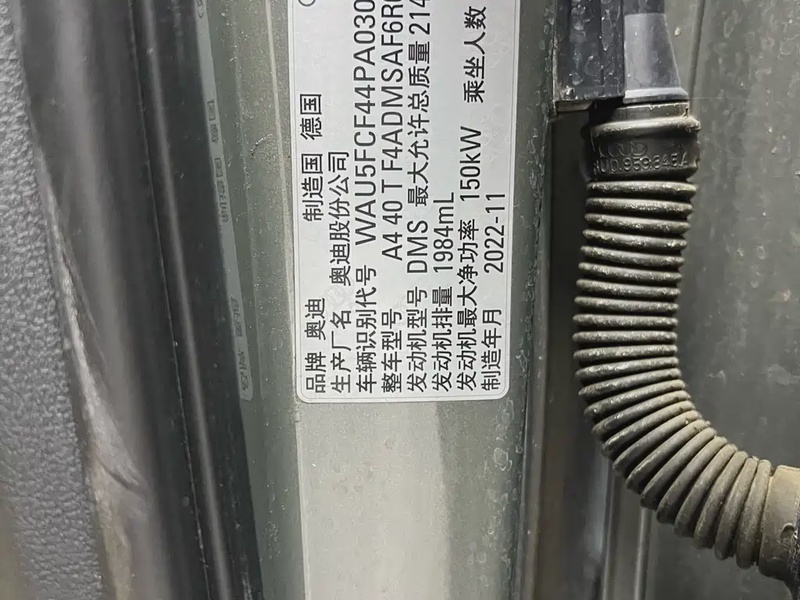 品牌 奥迪 制造国 德国
生产厂名 奥迪股份公司
车辆识别代号 WAU5FCF44PA030
整车型号 A4 40 T F4ADMSAF6R
发动机型号 DMS 最大允许总质量 214
发动机排量 1984mL
发动机最大净功率 150kW 乘坐人数
制造年月 2022-11